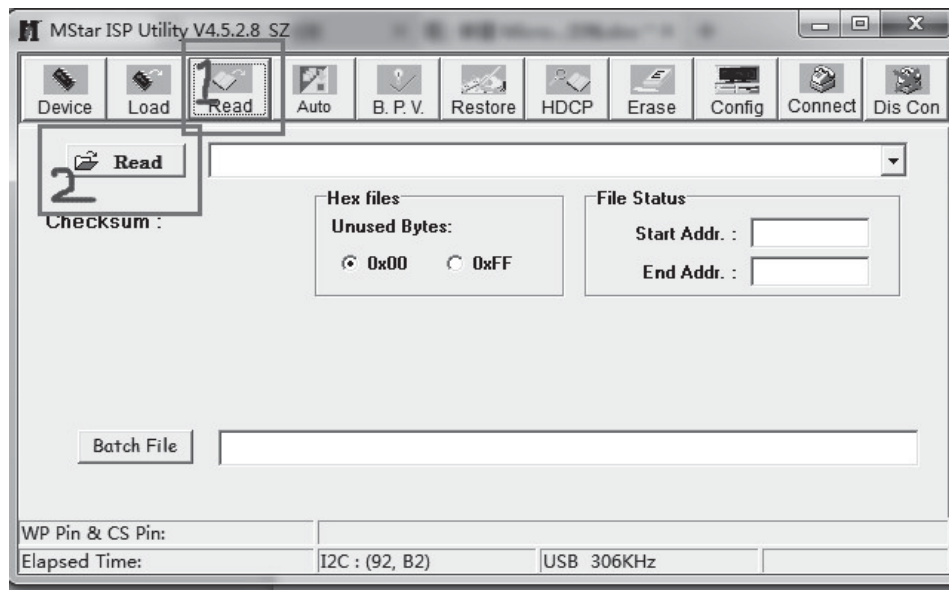 MStar ISP Utility V4.5.2.8 SZ
Device Load Read Auto B. P. V. Restore HDCP Erase Config Connect Dis Con
1
Read
2
Checksum :
Hex files
Unused Bytes:
0x00 0xFF
File Status
Start Addr. :
End Addr. :
Batch File
WP Pin & CS Pin:
Elapsed Time: I2C : (92, B2) USB 306KHz